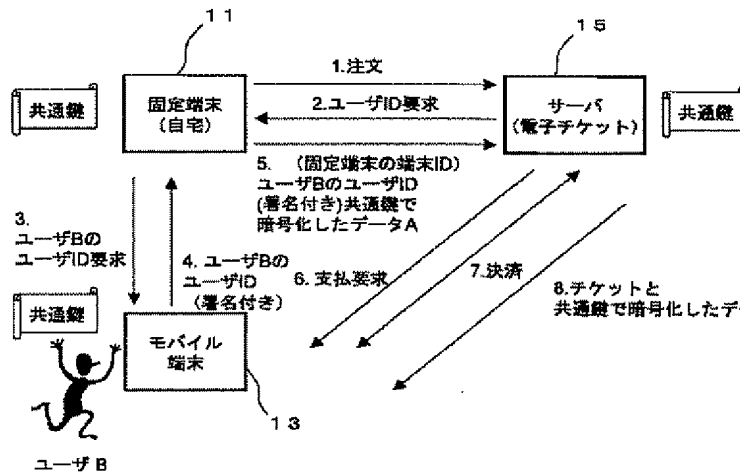 11
15
共通鍵
固定端末
(自宅)
1.注文
2.ユーザID要求
サーバ
(電子チケット)
共通鍵
5. (固定端末の端末ID)
ユーザBのユーザID
(署名付き)共通鍵で
暗号化したデータA
3.
ユーザBの
ユーザID要求
4. ユーザBの
ユーザID
(署名付き)
6. 支払要求
7.決済
8.チケットと
共通鍵で暗号化したデー
共通鍵
モバイル
端末
13
ユーザB